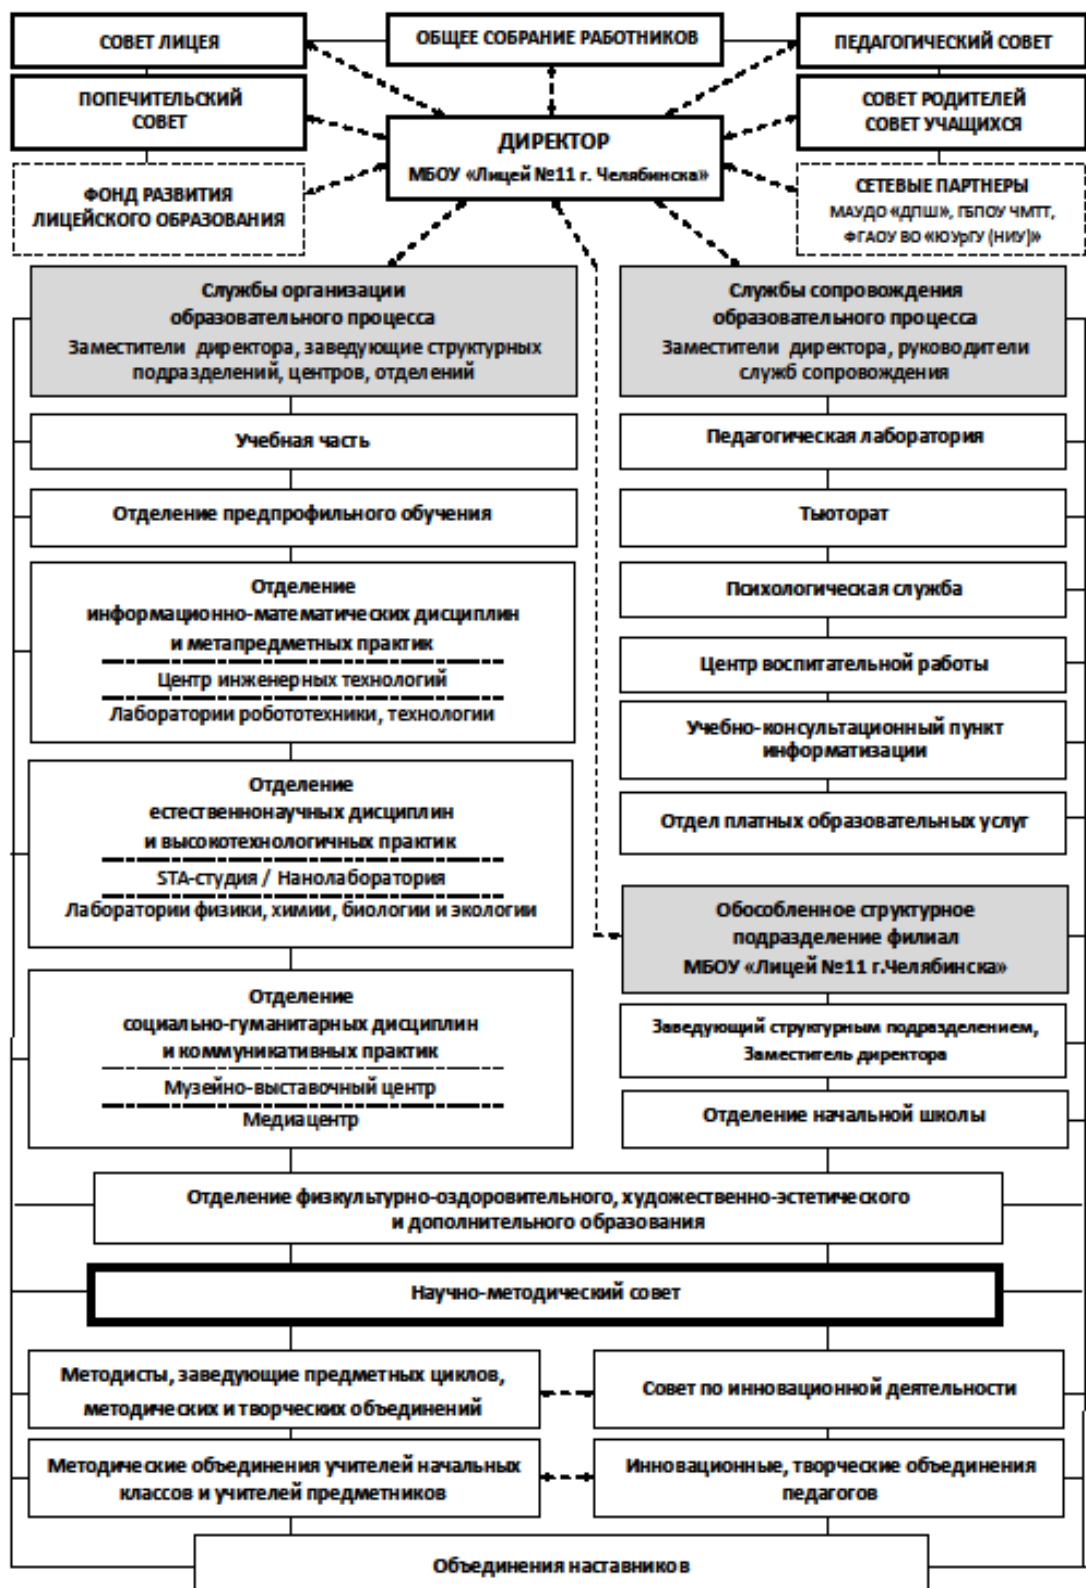 СОВЕТ ЛИЦЕЯ
ОБЩЕЕ СОБРАНИЕ РАБОТНИКОВ
ПЕДАГОГИЧЕСКИЙ СОВЕТ
ПОПЕЧИТЕЛЬСКИЙ
СОВЕТ
СОВЕТ РОДИТЕЛЕЙ
СОВЕТ УЧАЩИХСЯ
ДИРЕКТОР
МБОУ «Лицей №11 г. Челябинска»
ФОНД РАЗВИТИЯ
ЛИЦЕЙСКОГО ОБРАЗОВАНИЯ
СЕТЕВЫЕ ПАРТНЕРЫ
МАУДО «ДПШ», ГБПОУ ЧМТТ,
ФГАОУ ВО «ЮУрГУ (НИУ)»
Службы организации
образовательного процесса
Заместители директора, заведующие структурных
подразделений, центров, отделений
Учебная часть
Отделение предпрофильного обучения
Отделение
информационно-математических дисциплин
и метапредметных практик
Центр инженерных технологий
Лаборатории робототехники, технологии
Отделение
естественнонаучных дисциплин
и высокотехнологичных практик
STA-студия / Нанолаборатория
Лаборатории физики, химии, биологии и экологии
Отделение
социально-гуманитарных дисциплин
и коммуникативных практик
Музейно-выставочный центр
Медиацентр
Службы сопровождения
образовательного процесса
Заместители директора, руководители
служб сопровождения
Педагогическая лаборатория
Тьюторат
Психологическая служба
Центр воспитательной работы
Учебно-консультационный пункт
информатизации
Отдел платных образовательных услуг
Обособленное структурное
подразделение филиал
МБОУ «Лицей №11 г.Челябинска»
Заведующий структурным подразделением,
Заместитель директора
Отделение начальной школы
Отделение физкультурно-оздоровительного, художественно-эстетического
и дополнительного образования
Научно-методический совет
Методисты, заведующие предметных циклов,
методических и творческих объединений
Совет по инновационной деятельности
Методические объединения учителей начальных
классов и учителей предметников
Инновационные, творческие объединения
педагогов
Объединения наставников